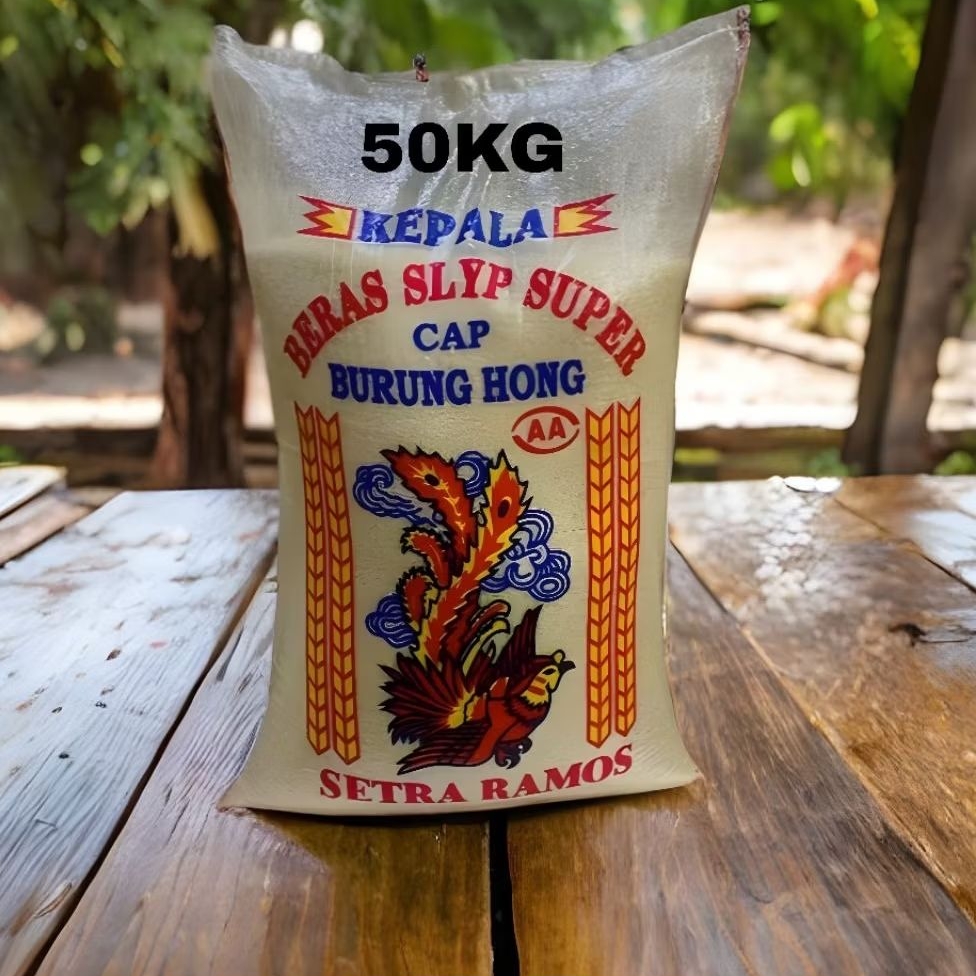 50KG
KEPALA
BERAS SLYP SUPER
CAP
BURUNG HONG
AA
SETRA RAMOS